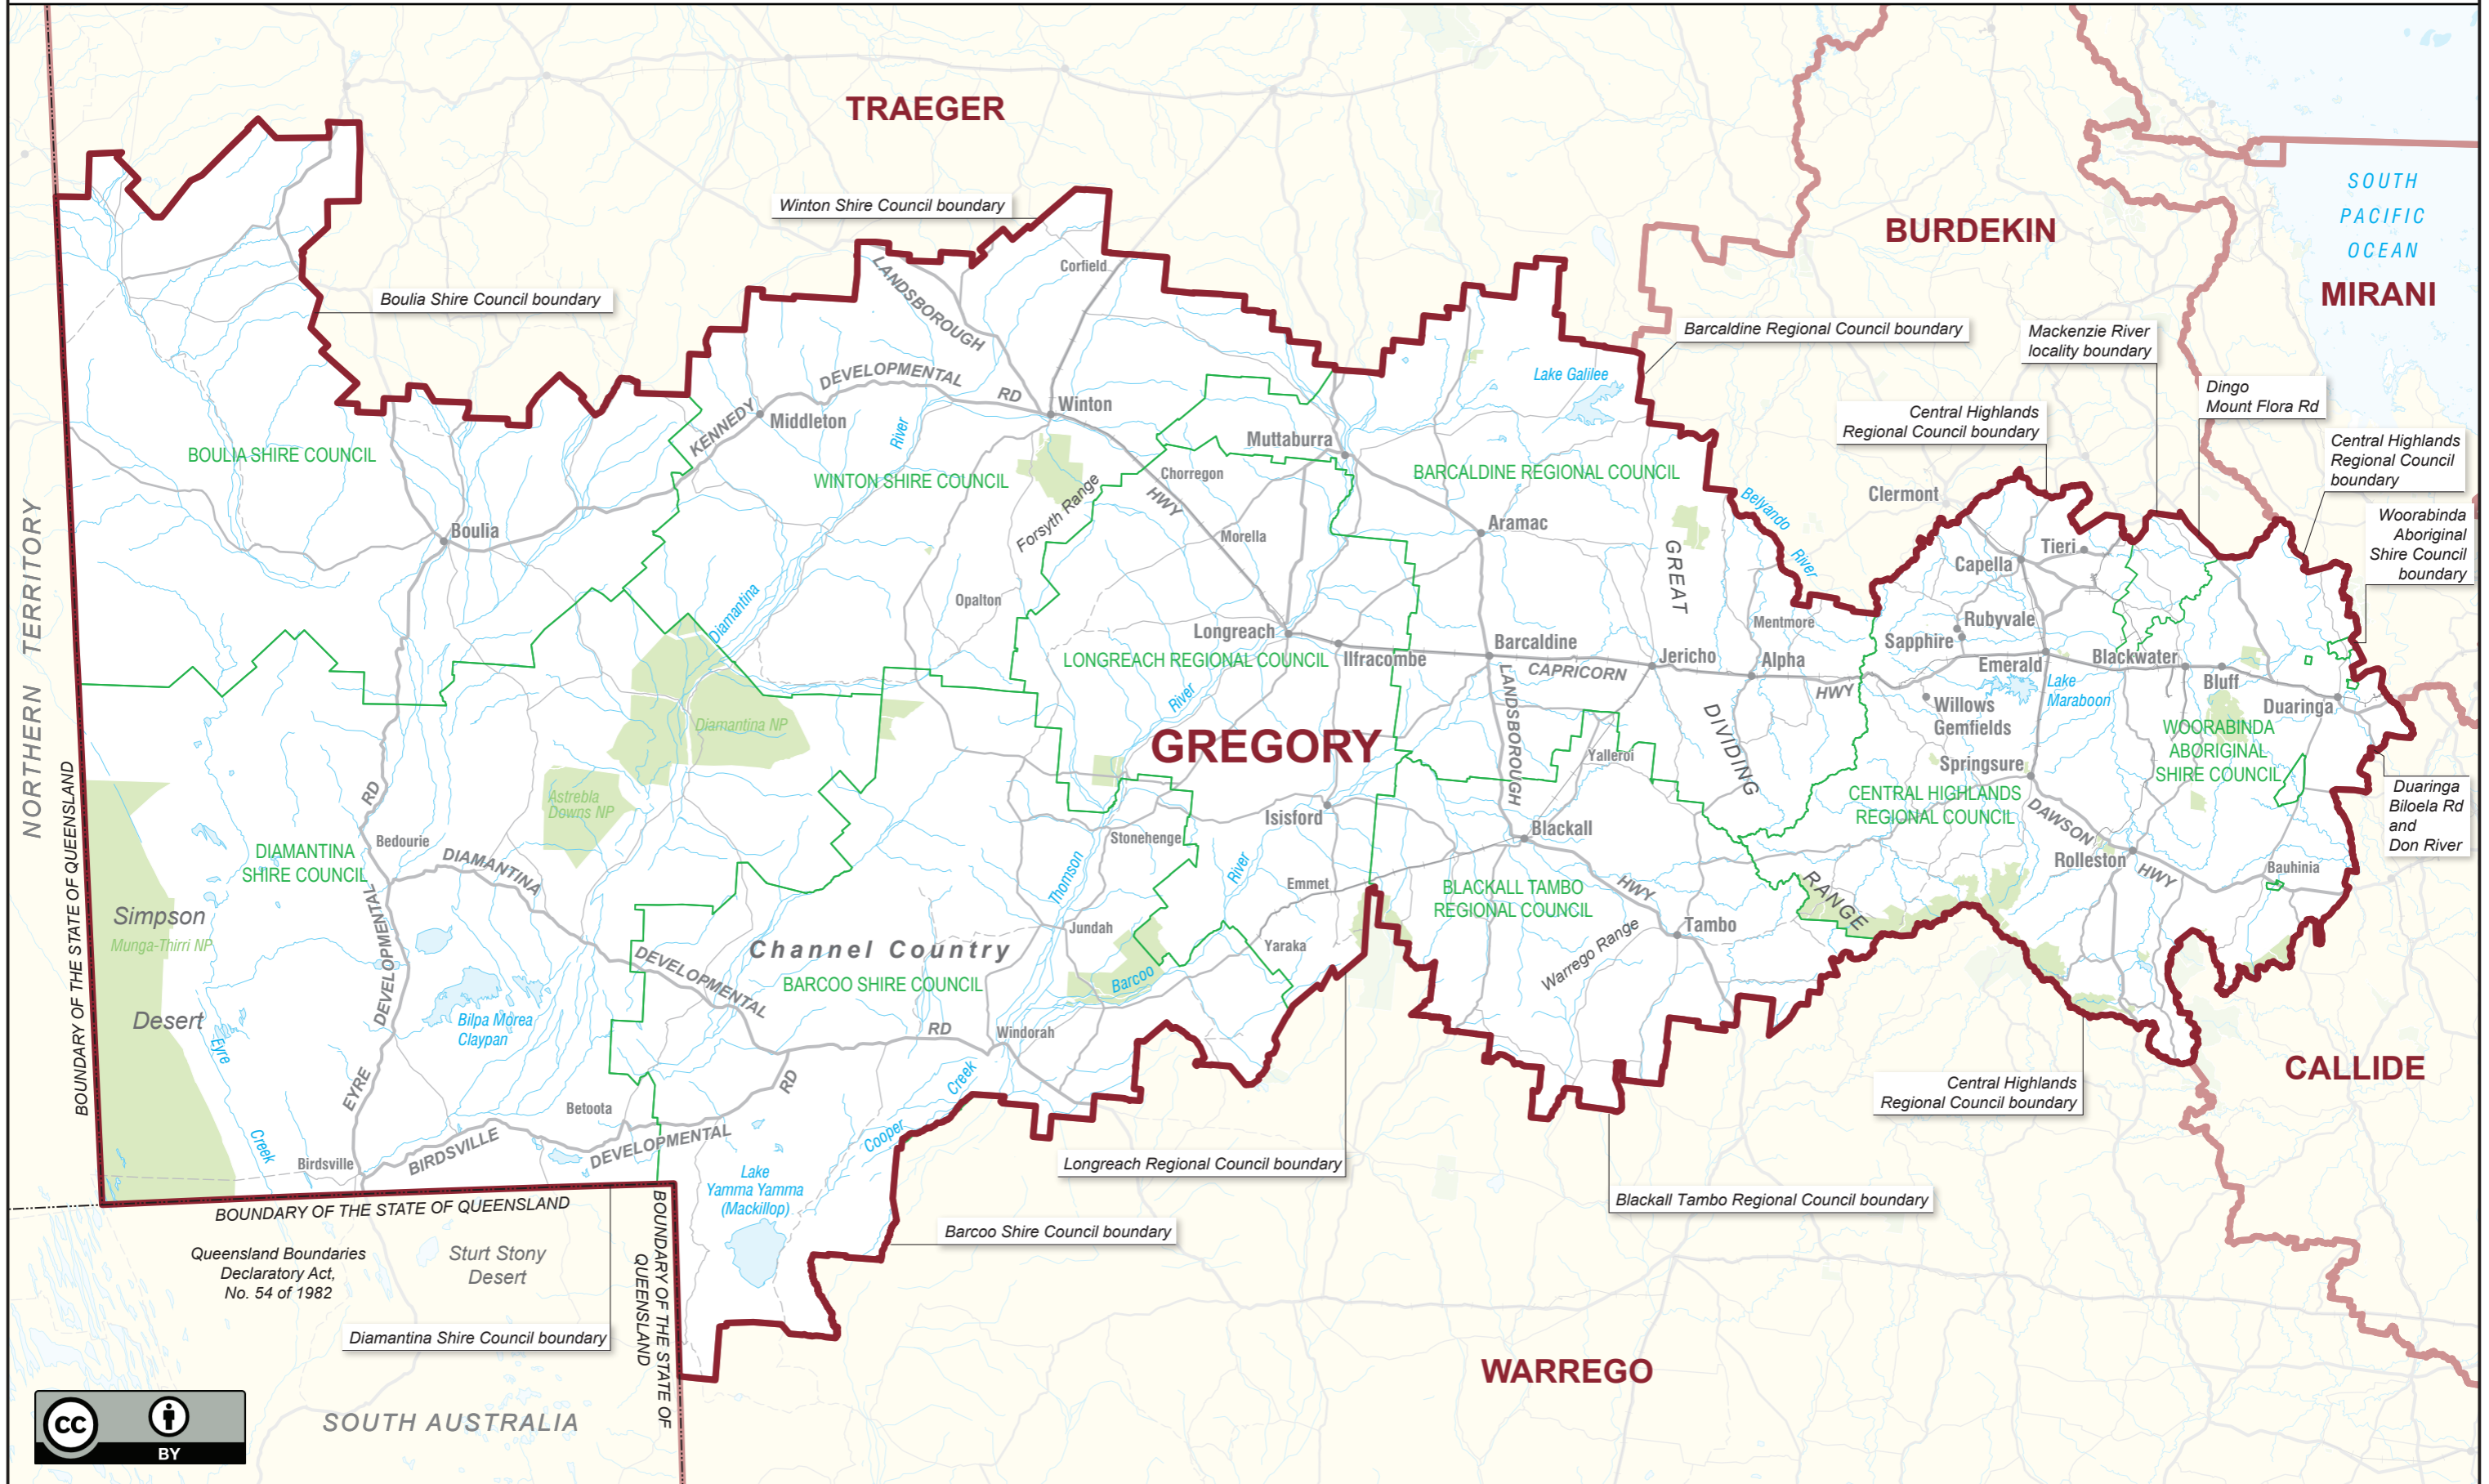 TRAEGER
BURDEKIN
SOUTH
PACIFIC
OCEAN
MIRANI
Winton Shire Council boundary
Boulia Shire Council boundary
Barcaldine Regional Council boundary
Mackenzie River
locality boundary
Dingo
Mount Flora Rd
Central Highlands
Regional Council boundary
Central Highlands
Regional Council
boundary
Woorabinda
Aboriginal
Shire Council
boundary
Corfield
LANDSBOROUGH
KENNEDY
DEVELOPMENTAL
RD
Middleton
Winton
River
Lake Galilee
Muttaburra
Chorregon
HWY
Forsyth Range
Morella
BOULIA SHIRE COUNCIL
WINTON SHIRE COUNCIL
BARCALDINE REGIONAL COUNCIL
Clermont
Belyando
River
Boulia
Aramac
GREAT
Tieri
Capella
NORTHERN TERRITORY
Diamantina
Opalton
Longreach
LONGREACH REGIONAL COUNCIL
Ilfracombe
Barcaldine
CAPRICORN
HWY
Jericho
Mentmore
Alpha
Rubyvale
Sapphire
Emerald
Blackwater
Bluff
Duaringa
Lake
Maraboon
Willows
Gemfields
WOORABINDA
ABORIGINAL
SHIRE COUNCIL
River
LANDSBOROUGH
DIVIDING
Diamantina NP
GREGORY
Yalleroi
Springsure
Astrebla
Downs NP
RD
CENTRAL HIGHLANDS
REGIONAL COUNCIL
Duaringa
Biloela Rd
and
Don River
Isisford
Stonehenge
Blackall
DAWSON
HWY
Rolleston
Bauhinia
Bedourie
DIAMANTINA
DIAMANTINA
SHIRE COUNCIL
Thomson
River
Emmet
BLACKALL TAMBO
REGIONAL COUNCIL
HWY
RANGE
BOUNDARY OF THE STATE OF QUEENSLAND
Simpson
Munga-Thirri NP
Desert
Jundah
Yaraka
Tambo
Warrego Range
Channel Country
BARCOO SHIRE COUNCIL
DEVELOPMENTAL
RD
Barcoo
Windorah
DEVELOPMENTAL
Bilpa Morea
Claypan
Eyre
Creek
EYRE
Betoota
RD
Cooper
Creek
Birdsville
BIRDSVILLE
DEVELOPMENTAL
Lake
Yamma Yamma
(Mackillop)
CALLIDE
Central Highlands
Regional Council boundary
Longreach Regional Council boundary
Blackall Tambo Regional Council boundary
Barcoo Shire Council boundary
BOUNDARY OF THE STATE OF QUEENSLAND
BOUNDARY OF THE STATE OF
QUEENSLAND
Queensland Boundaries
Declaratory Act,
No. 54 of 1982
Sturt Stony
Desert
Diamantina Shire Council boundary
WARREGO
SOUTH AUSTRALIA
cc
BY